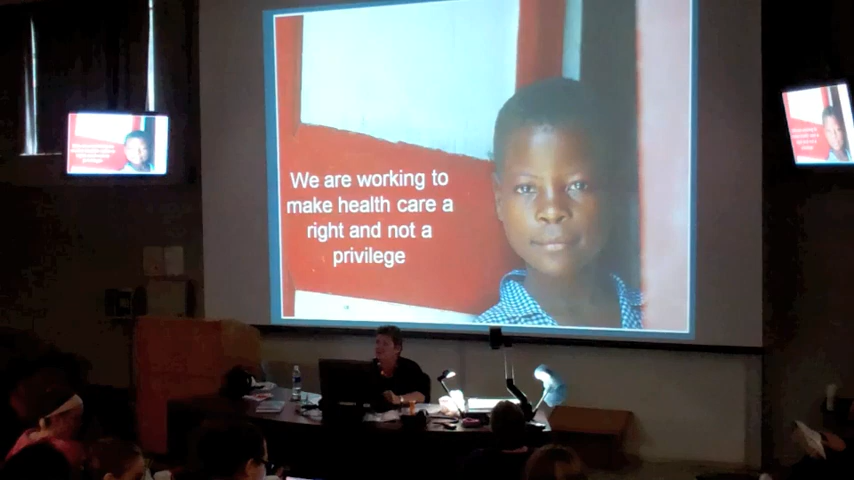 We are working to
make health care a
right and not a
privilege